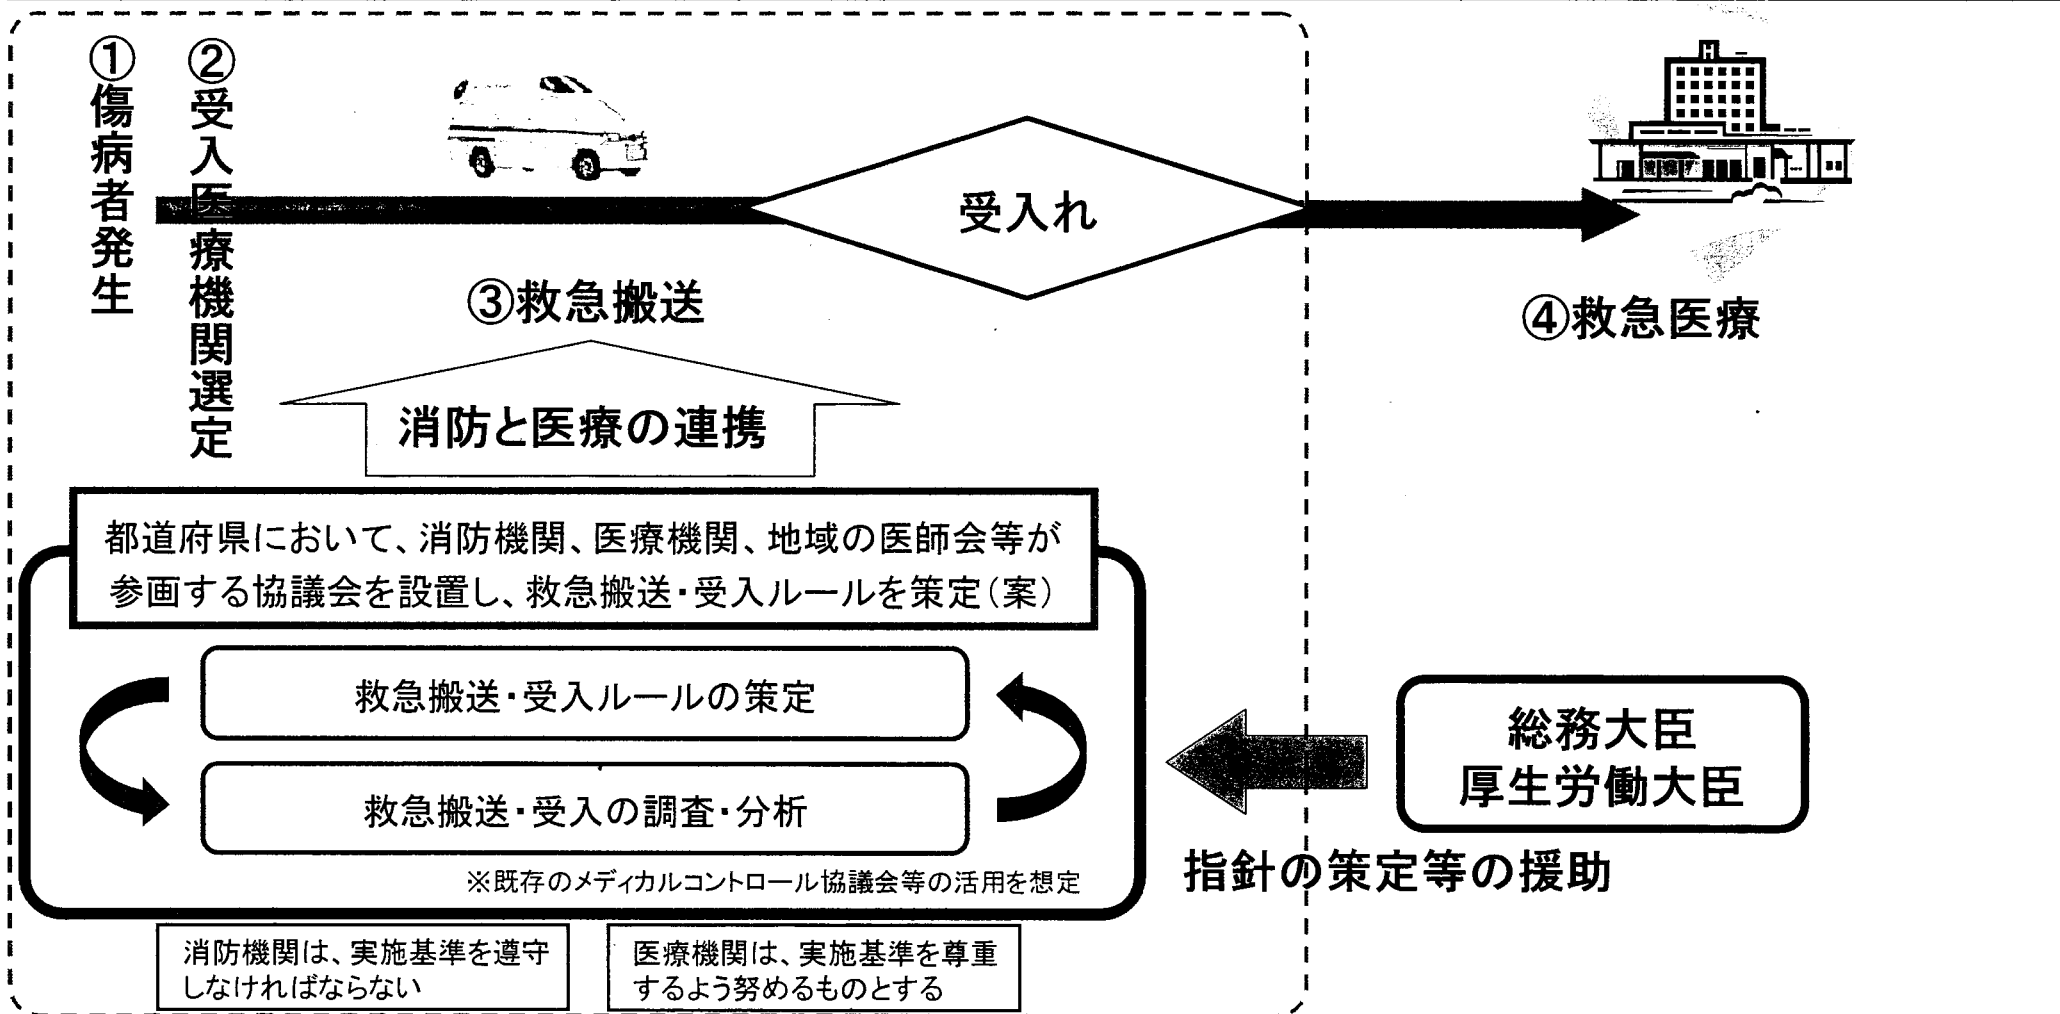 ①傷病者発生
②受入医療機関選定
H
受入れ
③救急搬送
④救急医療
消防と医療の連携
都道府県において、消防機関、医療機関、地域の医師会等が
参画する協議会を設置し、救急搬送・受入ルールを策定（案）
救急搬送・受入ルールの策定
救急搬送・受入の調査・分析
※既存のメディカルコントロール協議会等の活用を想定
総務大臣
厚生労働大臣
指針の策定等の援助
消防機関は、実施基準を遵守
しなければならない
医療機関は、実施基準を尊重
するよう努めるものとする